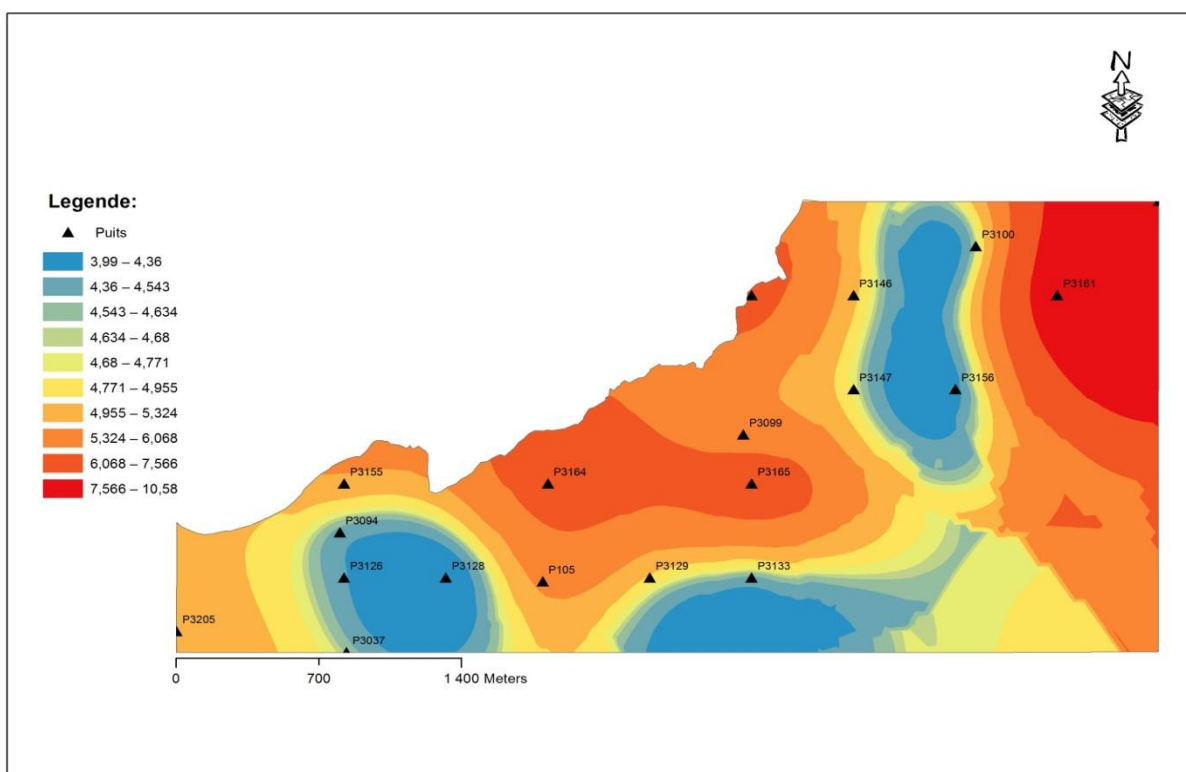 N
Legende:
Puits
3,99 – 4,36
4,36 – 4,543
4,543 – 4,634
4,634 – 4,68
4,68 – 4,771
4,771 – 4,955
4,955 – 5,324
5,324 – 6,068
6,068 – 7,566
7,566 – 10,58
P3100
P3146
P3161
P3147
P3156
P3099
P3155
P3164
P3165
P3094
P3126
P3128
P105
P3129
P3133
P3205
P3037
0 700 1 400 Meters